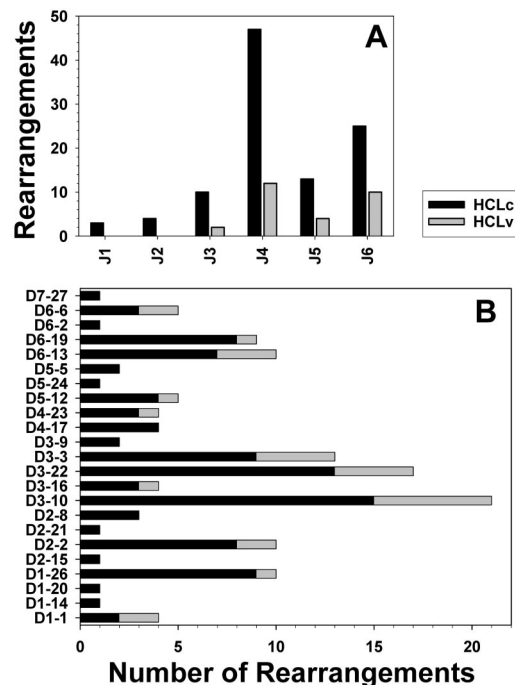 A
Rearrangements
50
40
30
20
10
0
J1
J2
J3
J4
J5
J6
HCLc
HCLv
B
D7-27
D6-6
D6-2
D6-19
D6-13
D5-5
D5-24
D5-12
D4-23
D4-17
D3-9
D3-3
D3-22
D3-16
D3-10
D2-8
D2-21
D2-2
D2-15
D1-26
D1-20
D1-14
D1-1
0 5 10 15 20
Number of Rearrangements